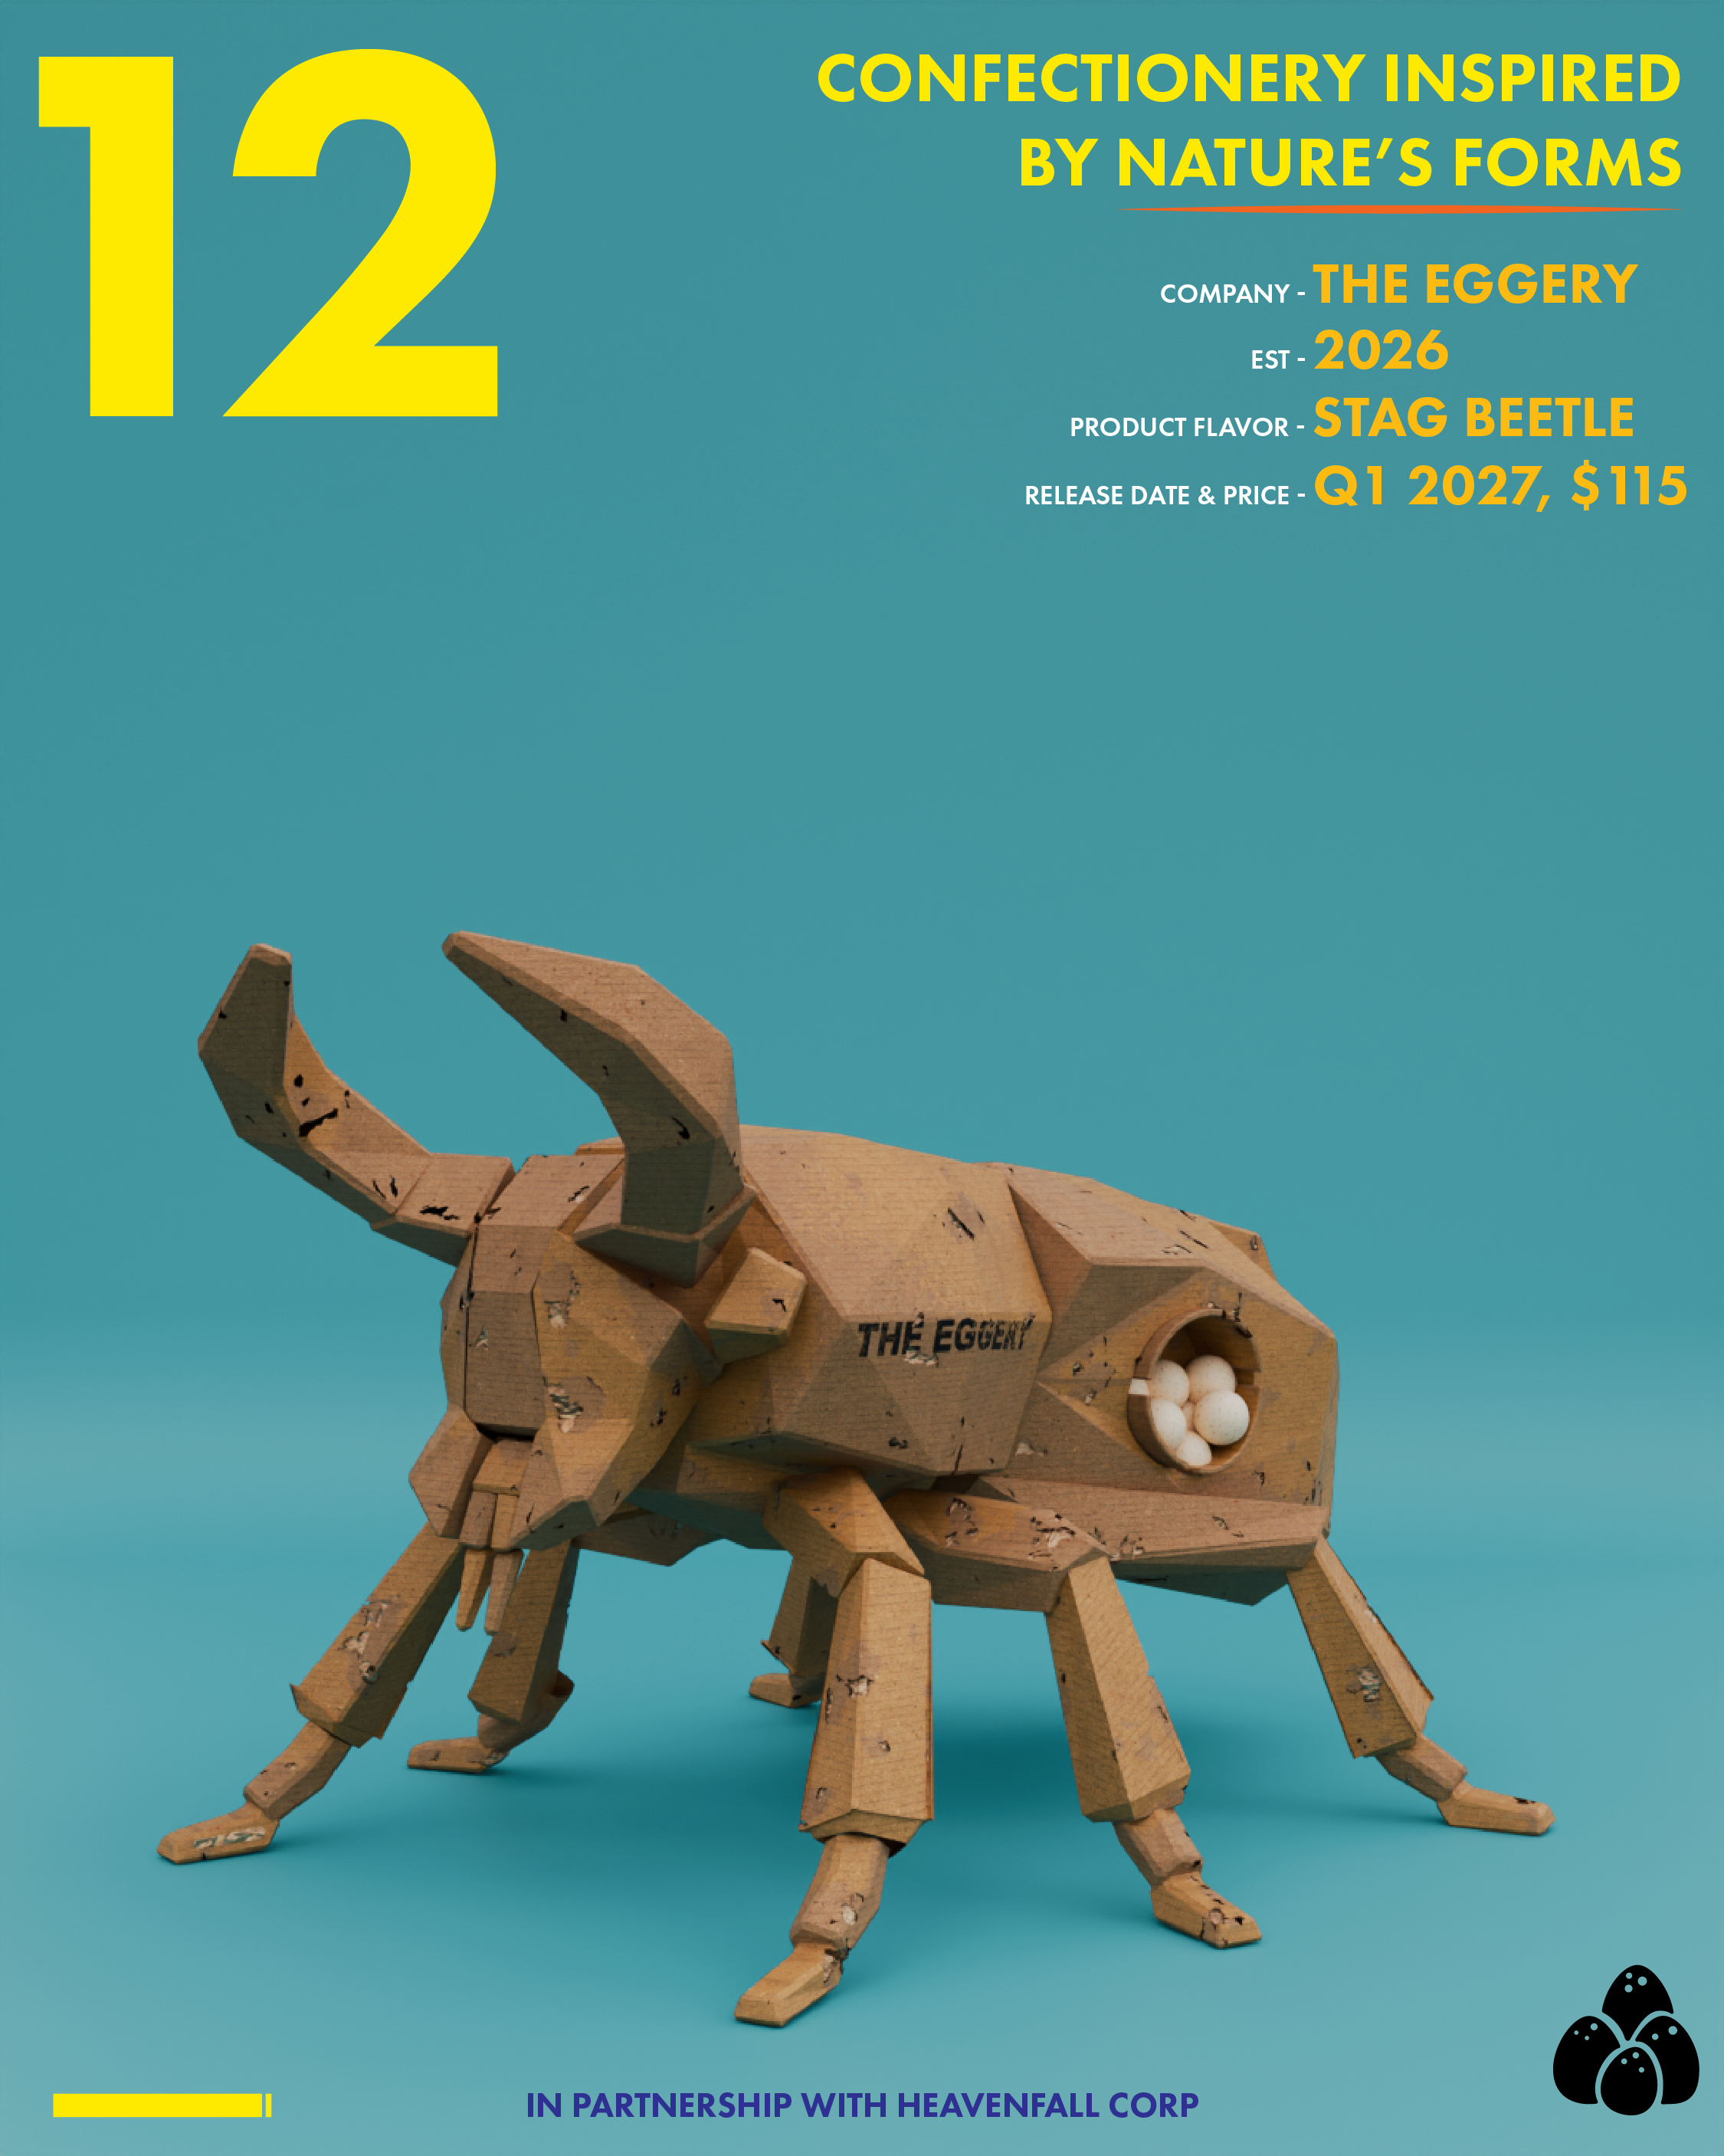 12
CONFECTIONERY INSPIRED
BY NATURE’S FORMS
COMPANY - THE EGGERY
EST - 2026
PRODUCT FLAVOR - STAG BEETLE
RELEASE DATE & PRICE - Q1 2027, $115
THE EGGERY
IN PARTNERSHIP WITH HEAVENFALL CORP